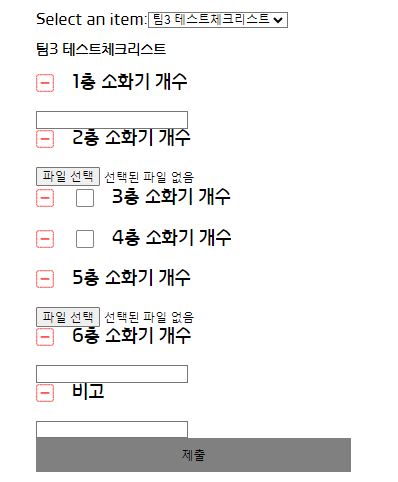 Select an item: 팀3 테스트체크리스트
팀3 테스트체크리스트
1층 소화기 개수
2층 소화기 개수
파일 선택 선택된 파일 없음
3층 소화기 개수
4층 소화기 개수
5층 소화기 개수
파일 선택 선택된 파일 없음
6층 소화기 개수
비고
제출